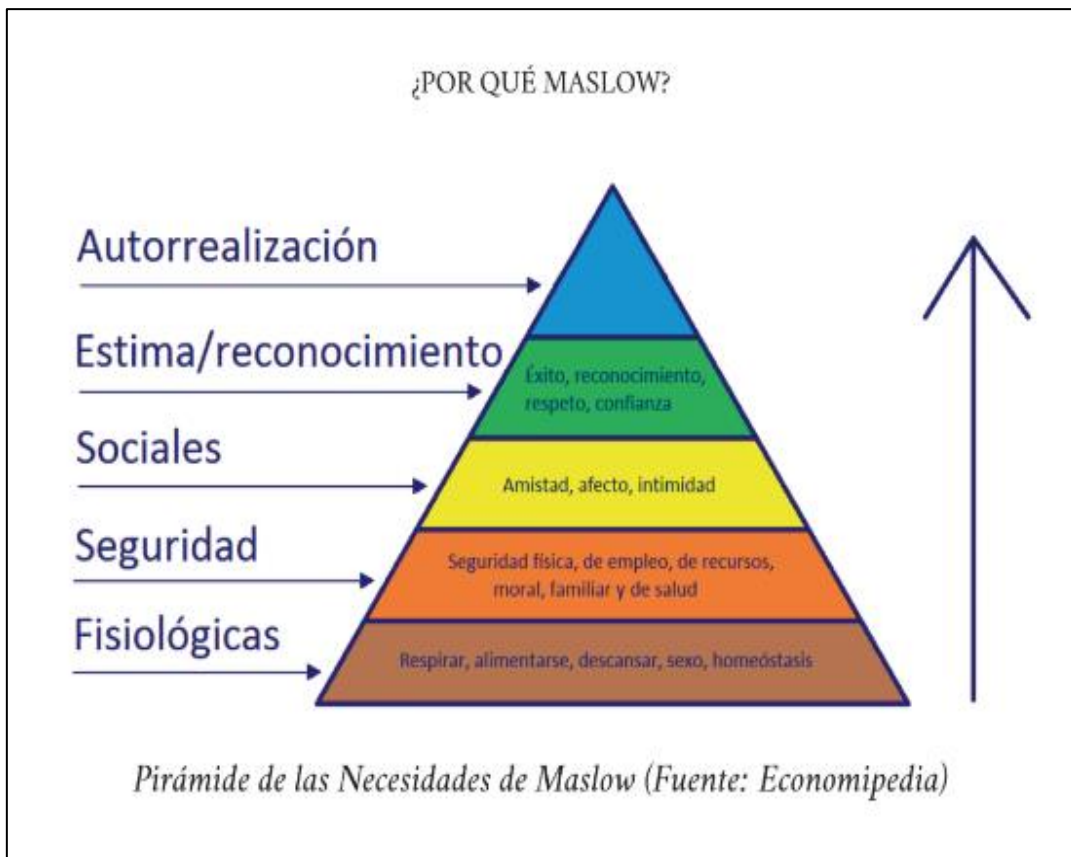 ¿POR QUÉ MASLOW?
Autorrealización
Estima/reconocimiento
Éxito, reconocimiento,
respeto, confianza
Sociales
Amistad, afecto, intimidad
Seguridad
Seguridad física, de empleo, de recursos,
moral, familiar y de salud
Fisiológicas
Respirar, alimentarse, descansar, sexo, homeóstasis
Pirámide de las Necesidades de Maslow (Fuente: Economipedia)